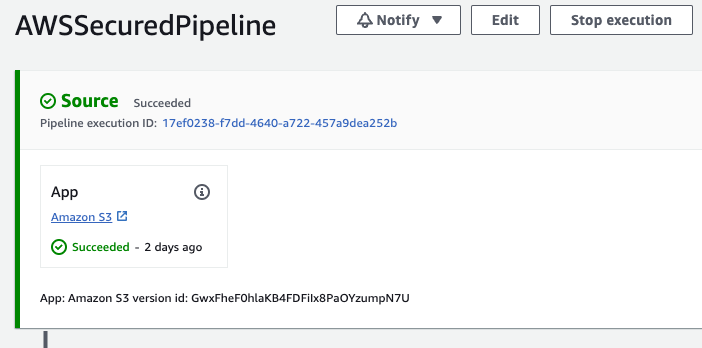 AWSSecuredPipeline
Notify
Edit
Stop execution
Source Succeeded
Pipeline execution ID: 17ef0238-f7dd-4640-a722-457a9dea252b
App
Amazon S3
Succeeded - 2 days ago
App: Amazon S3 version id: GwxFheF0hlaKB4FDFiIx8PaOYzumpN7U